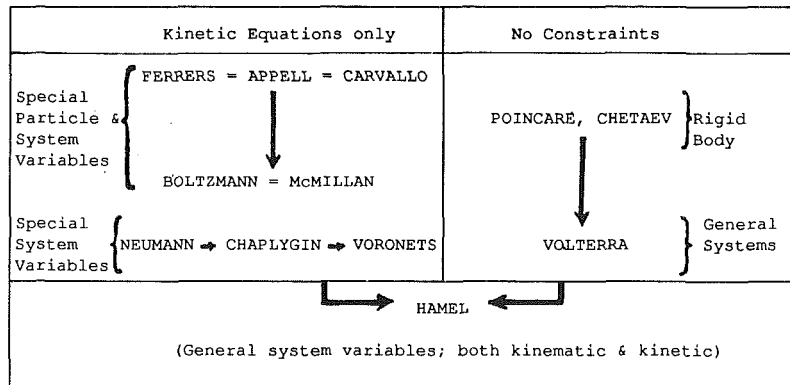 Kinetic Equations only
No Constraints
Special
Particle &
System
Variables
FERRERS = APPELL = CARVALLO
BOLTZMANN = McMILLAN
POINCARÉ, CHETAEV
Rigid
Body
Special
System
Variables
NEUMANN → CHAPLYGIN → VORONETS
VOLTERRA
General
Systems
HAMEL
(General system variables; both kinematic & kinetic)